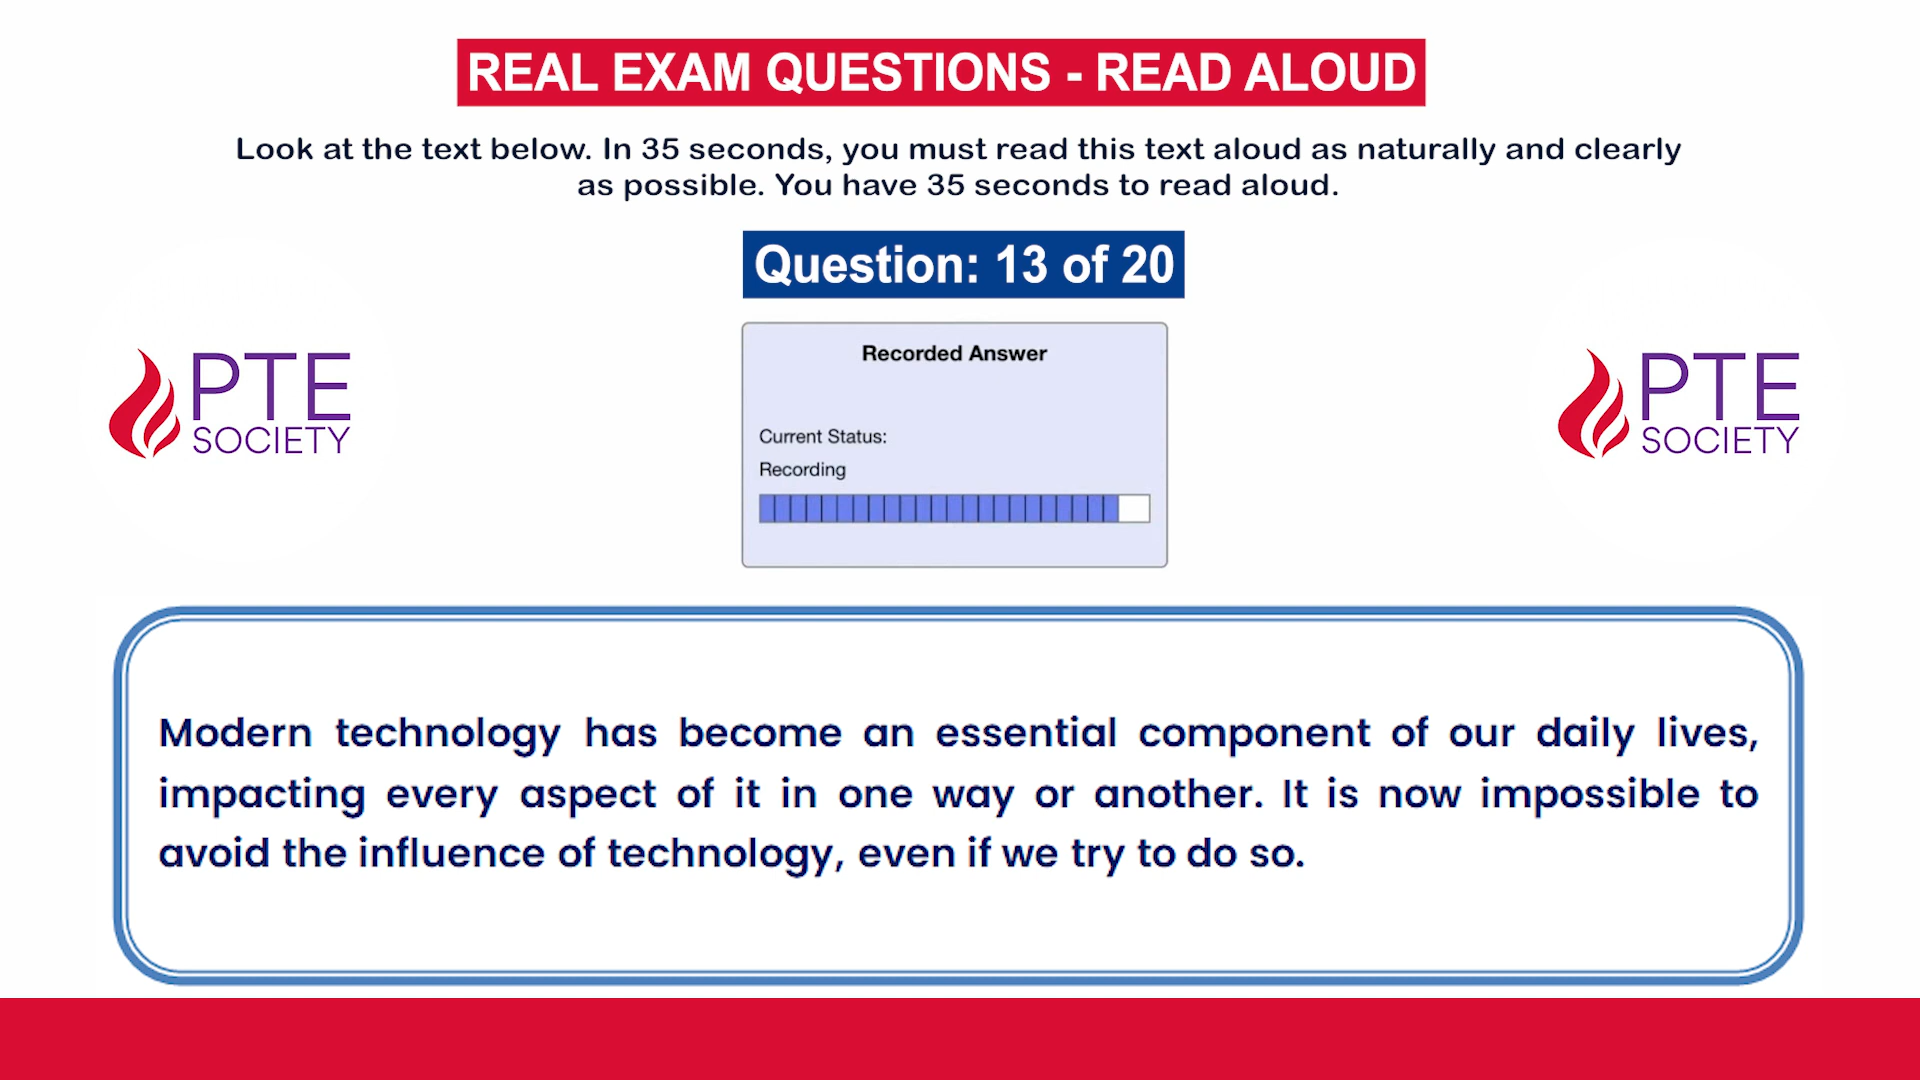 REAL EXAM QUESTIONS - READ ALOUD
Look at the text below. In 35 seconds, you must read this text aloud as naturally and clearly
as possible. You have 35 seconds to read aloud.
Question: 13 of 20
PTE
SOCIETY
Recorded Answer
Current Status:
Recording
PTE
SOCIETY
Modern technology has become an essential component of our daily lives,
impacting every aspect of it in one way or another. It is now impossible to
avoid the influence of technology, even if we try to do so.